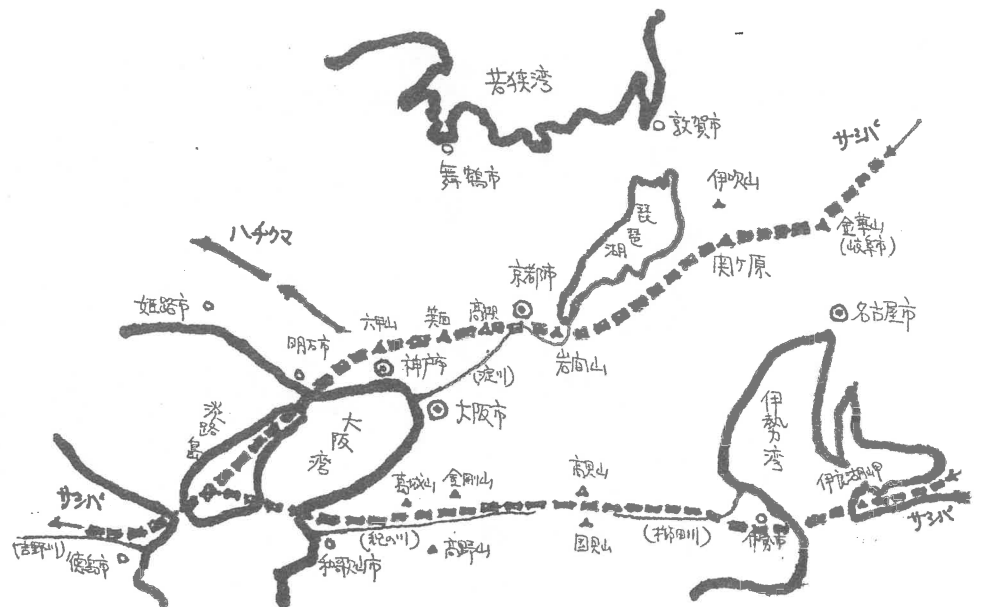 若狭湾
敦賀市
舞鶴市
サシバ
伊吹山
琵琶湖
金華山
(岐阜市)
関ケ原
ハチクマ
京都市
姫路市
六甲山
箕面
高槻
名古屋市
明石市
神戸市
(淀川)
岩間山
大阪市
淡路島
大阪湾
伊勢湾
葛城山
金剛山
高見山
伊良湖岬
サシバ
サシバ
(吉野川)
徳島市
(紀の川)
高野山
国見山
(櫛田川)
伊勢市
和歌山市